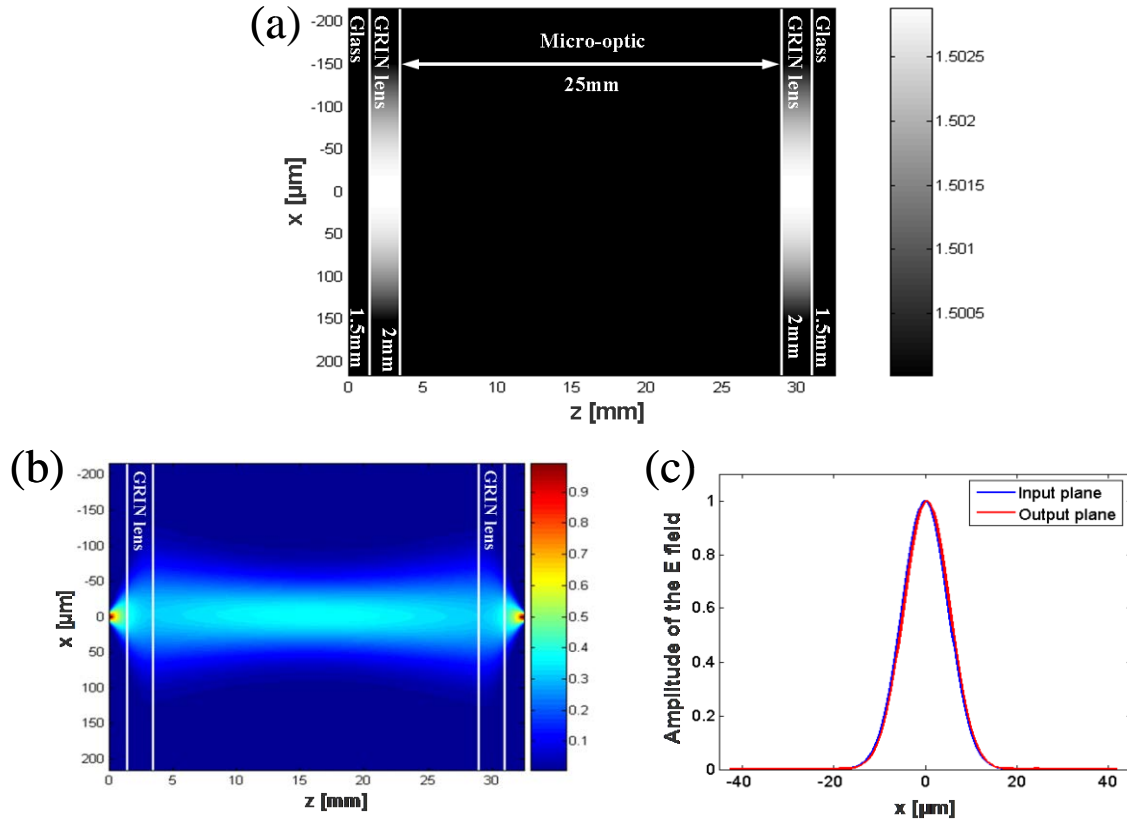 (a)
-200
-150
-100
-50
0
50
100
150
200
x [μm]
Glass
GRIN lens
Micro-optic
25mm
GRIN lens
Glass
1.5mm
2mm
2mm
1.5mm
0
5
10
15
20
25
30
z [mm]
1.5025
1.502
1.5015
1.501
1.5005
(b)
-200
-150
-100
-50
0
50
100
150
200
x [μm]
GRIN lens
GRIN lens
0
5
10
15
20
25
30
z [mm]
0.9
0.8
0.7
0.6
0.5
0.4
0.3
0.2
0.1
(c)
1
0.8
0.6
0.4
0.2
0
Amplitude of the E field
Input plane
Output plane
-40
-20
0
20
40
x [μm]